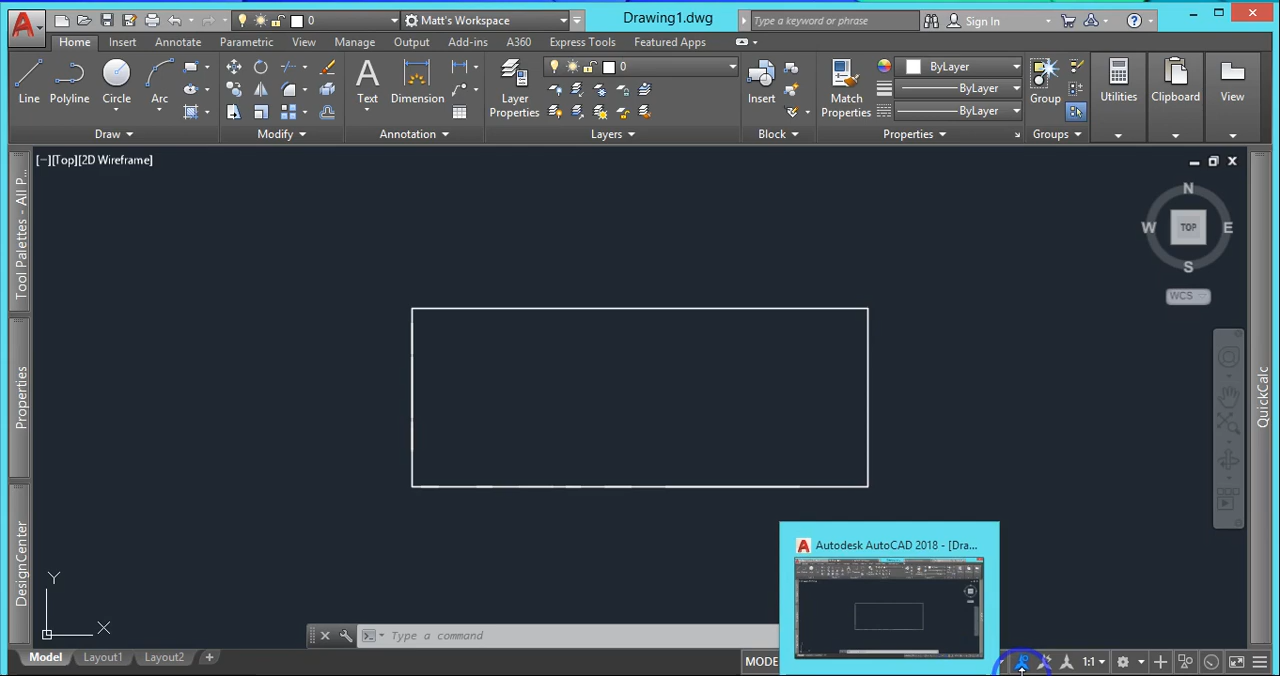 0
Matt's Workspace
Drawing1.dwg
Type a keyword or phrase
Sign In
Home Insert Annotate Parametric View Manage Output Add-ins A360 Express Tools Featured Apps
Line Polyline Circle Arc
Text Dimension
Layer Properties
0
Insert
Match Properties
ByLayer
ByLayer
ByLayer
Group
Utilities
Clipboard
View
Draw Modify Annotation Layers Block Properties Groups
[−][Top][2D Wireframe]
Tool Palettes - All P...
Properties
DesignCenter
N
W TOP E
S
WCS
QuickCalc
Autodesk AutoCAD 2018 - [Dra...
Y
X
Type a command
Model Layout1 Layout2 +
MODE
1:1